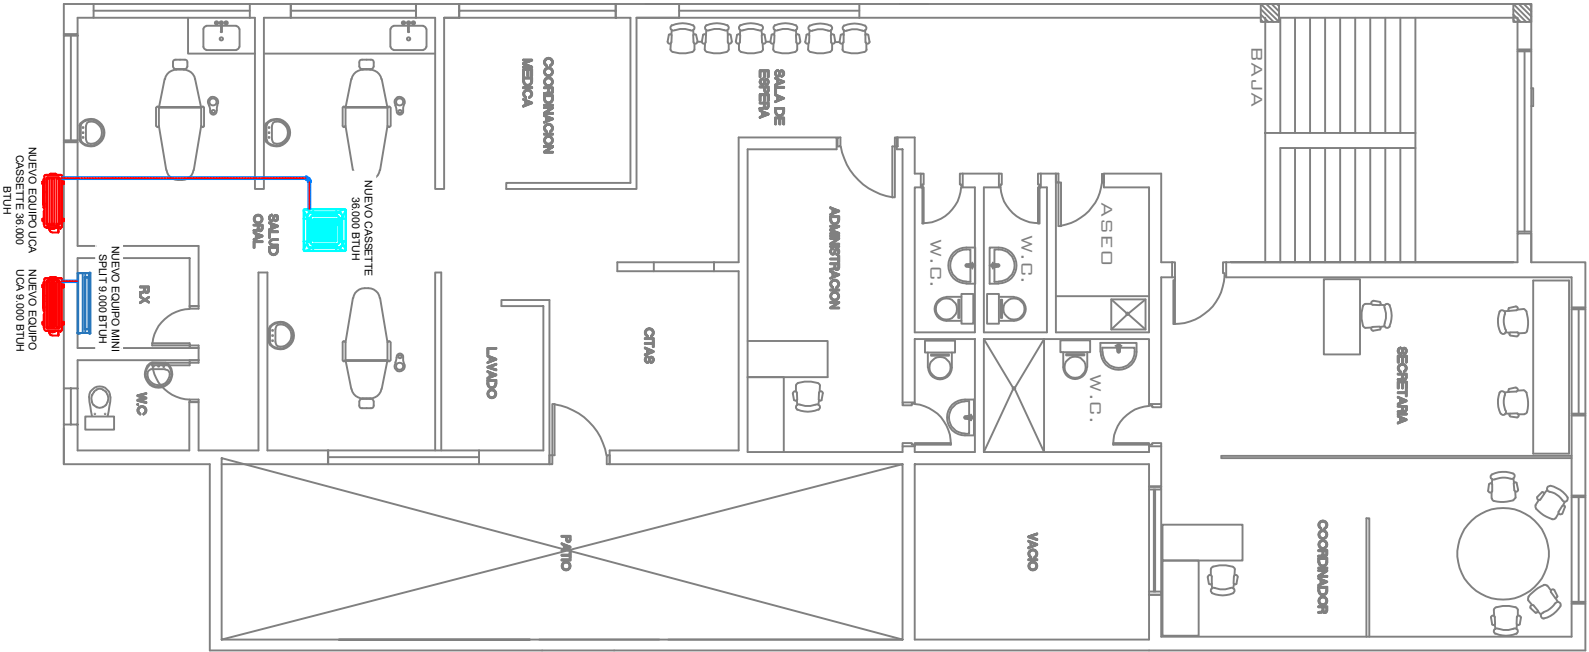 COORDINACION
MEDICA
SALA DE
ESPERA
BAJA
NUEVO EQUIPO UCA
CASSETTE 36.000
BTUH
NUEVO CASSETTE
36.000 BTUH
SALUD
ORAL
ADMINISTRACION
W.C.
W.C.
ASEO
NUEVO EQUIPO MINI
SPLIT 9.000 BTUH
NUEVO EQUIPO
UCA 9.000 BTUH
RX
W.C
LAVADO
CITAS
W.C.
SECRETARIA
PATIO
VACIO
COORDINADOR